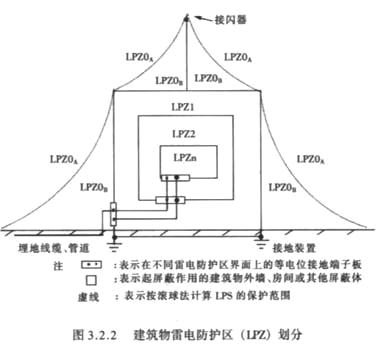 接闪器
LPZ0A LPZ0A
LPZ0B LPZ0B
LPZ1
LPZ2
LPZn
LPZ0A LPZ0A
LPZ0B LPZ0B
埋地线缆、管道 接地装置
注 :表示在不同雷电防护区界面上的等电位接地端子板
:表示起屏蔽作用的建筑物外墙、房间或其他屏蔽体
虚线 :表示按滚球法计算 LPS 的保护范围
图 3.2.2 建筑物雷电防护区(LPZ)划分